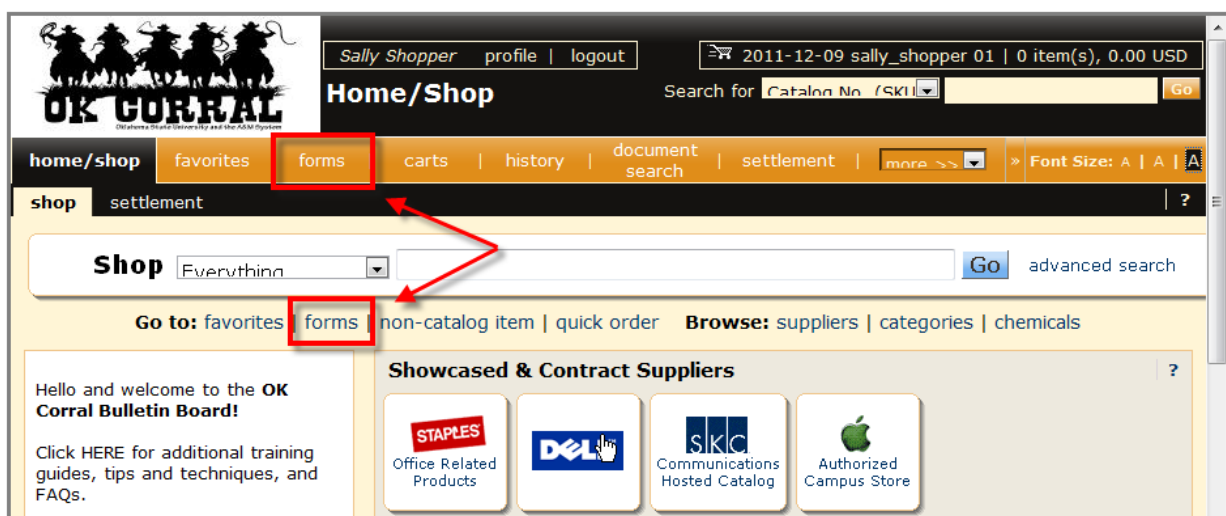 OK CORRAL
Oklahoma State University and the A&M System
Sally Shopper profile | logout
2011-12-09 sally_shopper 01 | 0 item(s), 0.00 USD
Home/Shop
Search for Catalog No. (SKU Go
home/shop favorites forms carts | history | document search | settlement | more >> » Font Size: A | A | A
shop settlement | ?
Shop Everything Go advanced search
Go to: favorites | forms | non-catalog item | quick order Browse: suppliers | categories | chemicals
Hello and welcome to the OK
Corral Bulletin Board!
Click HERE for additional training
guides, tips and techniques, and
FAQs.
Showcased & Contract Suppliers ?
STAPLES
Office Related
Products
DELL
SKC
Communications
Hosted Catalog
Authorized
Campus Store